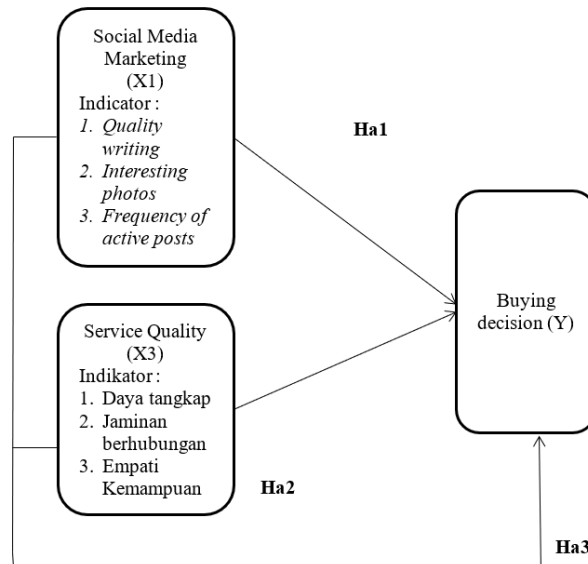 Social Media
Marketing
(X1)
Indicator :
1. Quality
writing
2. Interesting
photos
3. Frequency of
active posts
Ha1
Buying
decision (Y)
Service Quality
(X3)
Indikator :
1. Daya tangkap
2. Jaminan
berhubungan
3. Empati
Kemampuan
Ha2
Ha3